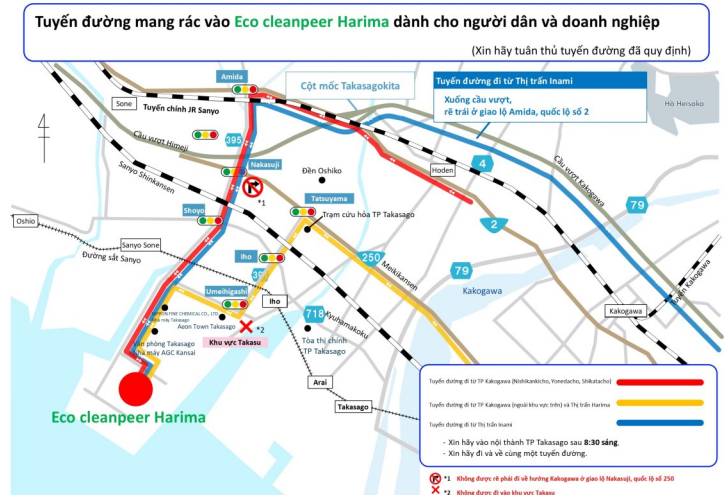 Tuyến đường mang rác vào Eco cleanpeer Harima dành cho người dân và doanh nghiệp
(Xin hãy tuân thủ tuyến đường đã quy định)
Amida
Sone
Tuyến chính JR Sanyo
Cột mốc Takasagokita
Tuyến đường đi từ Thị trấn Inami
Xuống cầu vượt,
rẽ trái ở giao lộ Amida, quốc lộ số 2
Hồ Heisoko
4
Cầu vượt Himeji
395
Sanyo Shinkansen
Nakasuji
*1
Đền Oshiko
Hoden
4
Cầu vượt Kakogawa
79
2
Shoyo
Tatsuyama
Trạm cứu hỏa TP Takasago
Oshio
Sanyo Sone
Đường sắt Sanyo
Iho
39
250
Meikikansen
79
Kakogawa
Tuyến Kakogawa
Kakogawa
Umeihigashi
Iho
718
Kyuhamakoku
FINE CHEMICAL CO., LTD
Aeon Town Takasago
*2
Khu vực Takasu
Tòa thị chính
TP Takasago
Văn phòng Takasago
nhà máy AGC Kansai
Arai
Takasago
Eco cleanpeer Harima
Tuyến đường đi từ TP Kakogawa (Nishikankicho, Yonedacho, Shikatacho)
Tuyến đường đi từ TP Kakogawa (ngoài khu vực trên) và Thị trấn Harima
Tuyến đường đi từ Thị trấn Inami
- Xin hãy vào nội thành TP Takasago sau 8:30 sáng.
- Xin hãy đi và về cùng một tuyến đường.
*1 Không được rẽ phải đi về hướng Kakogawa ở giao lộ Nakasuji, quốc lộ số 250
*2 Không được đi vào khu vực Takasu